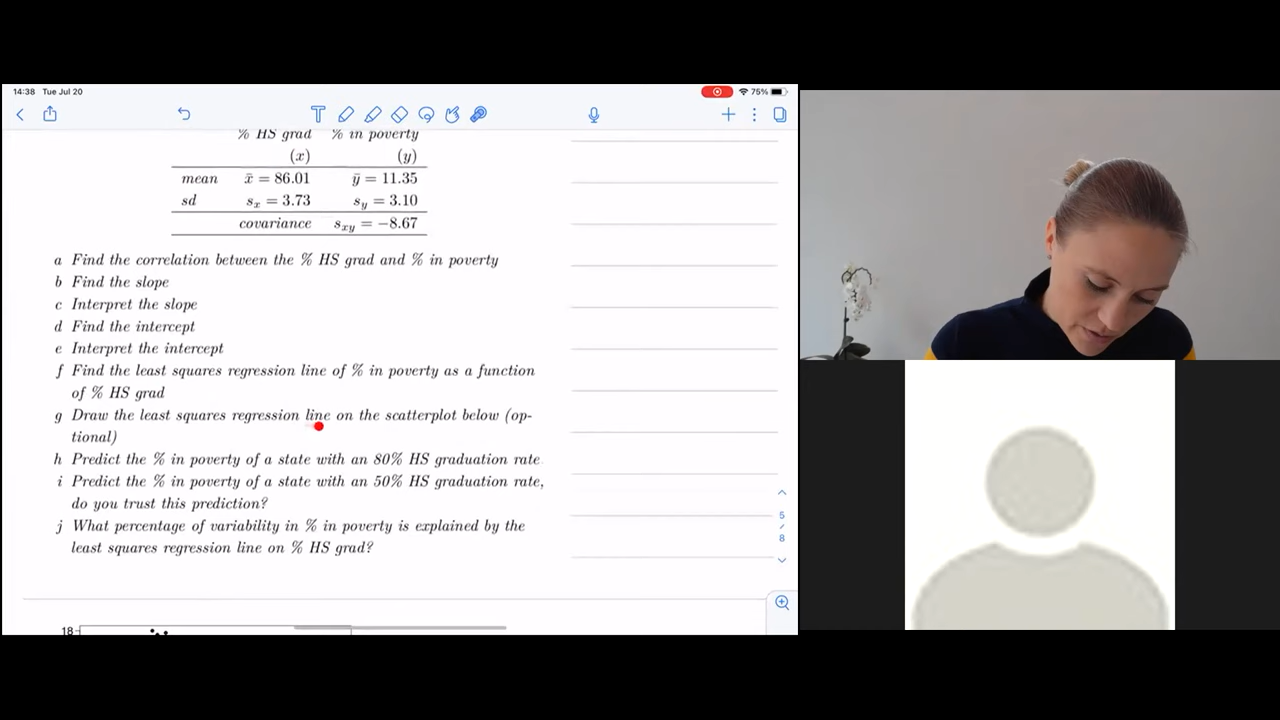 14:38 Tue Jul 20
75%
% HS grad % in poverty
(x) (y)
mean x̄ = 86.01 ȳ = 11.35
sd sₓ = 3.73 s_y = 3.10
covariance s_xy = −8.67
a Find the correlation between the % HS grad and % in poverty
b Find the slope
c Interpret the slope
d Find the intercept
e Interpret the intercept
f Find the least squares regression line of % in poverty as a function
of % HS grad
g Draw the least squares regression line on the scatterplot below (op-
tional)
h Predict the % in poverty of a state with an 80% HS graduation rate
i Predict the % in poverty of a state with an 50% HS graduation rate,
do you trust this prediction?
j What percentage of variability in % in poverty is explained by the
least squares regression line on % HS grad?
5
/
8
18